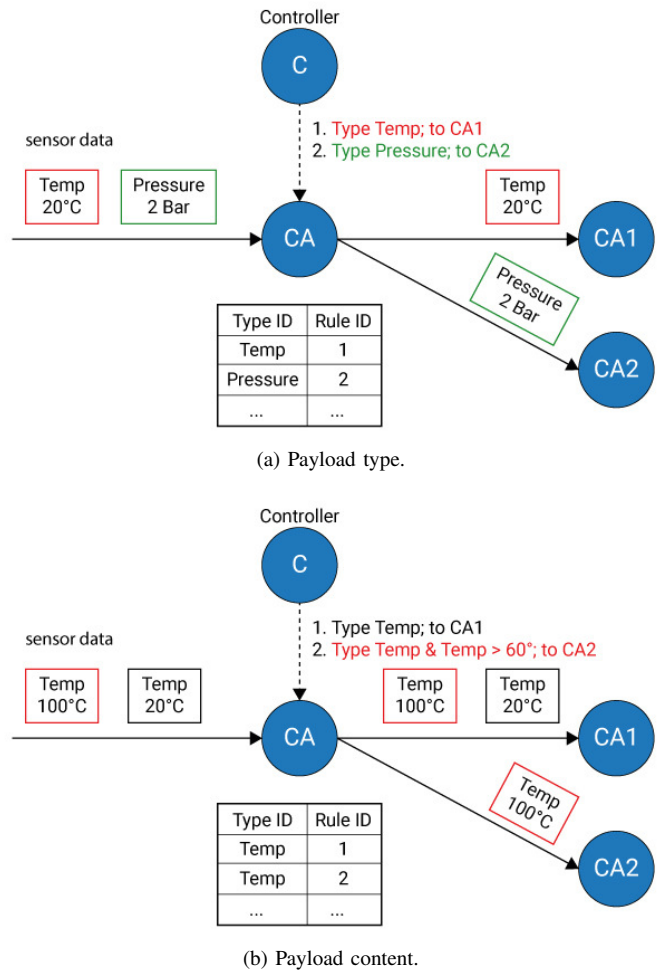 Controller
C
1. Type Temp; to CA1
2. Type Pressure; to CA2
sensor data
Temp
20°C
Pressure
2 Bar
Temp
20°C
CA
CA1
Pressure
2 Bar
CA2
Type ID Rule ID
Temp 1
Pressure 2
... ...
(a) Payload type.
Controller
C
1. Type Temp; to CA1
2. Type Temp & Temp > 60°; to CA2
sensor data
Temp
100°C
Temp
20°C
Temp
100°C
Temp
20°C
CA
CA1
Temp
100°C
CA2
Type ID Rule ID
Temp 1
Temp 2
... ...
(b) Payload content.